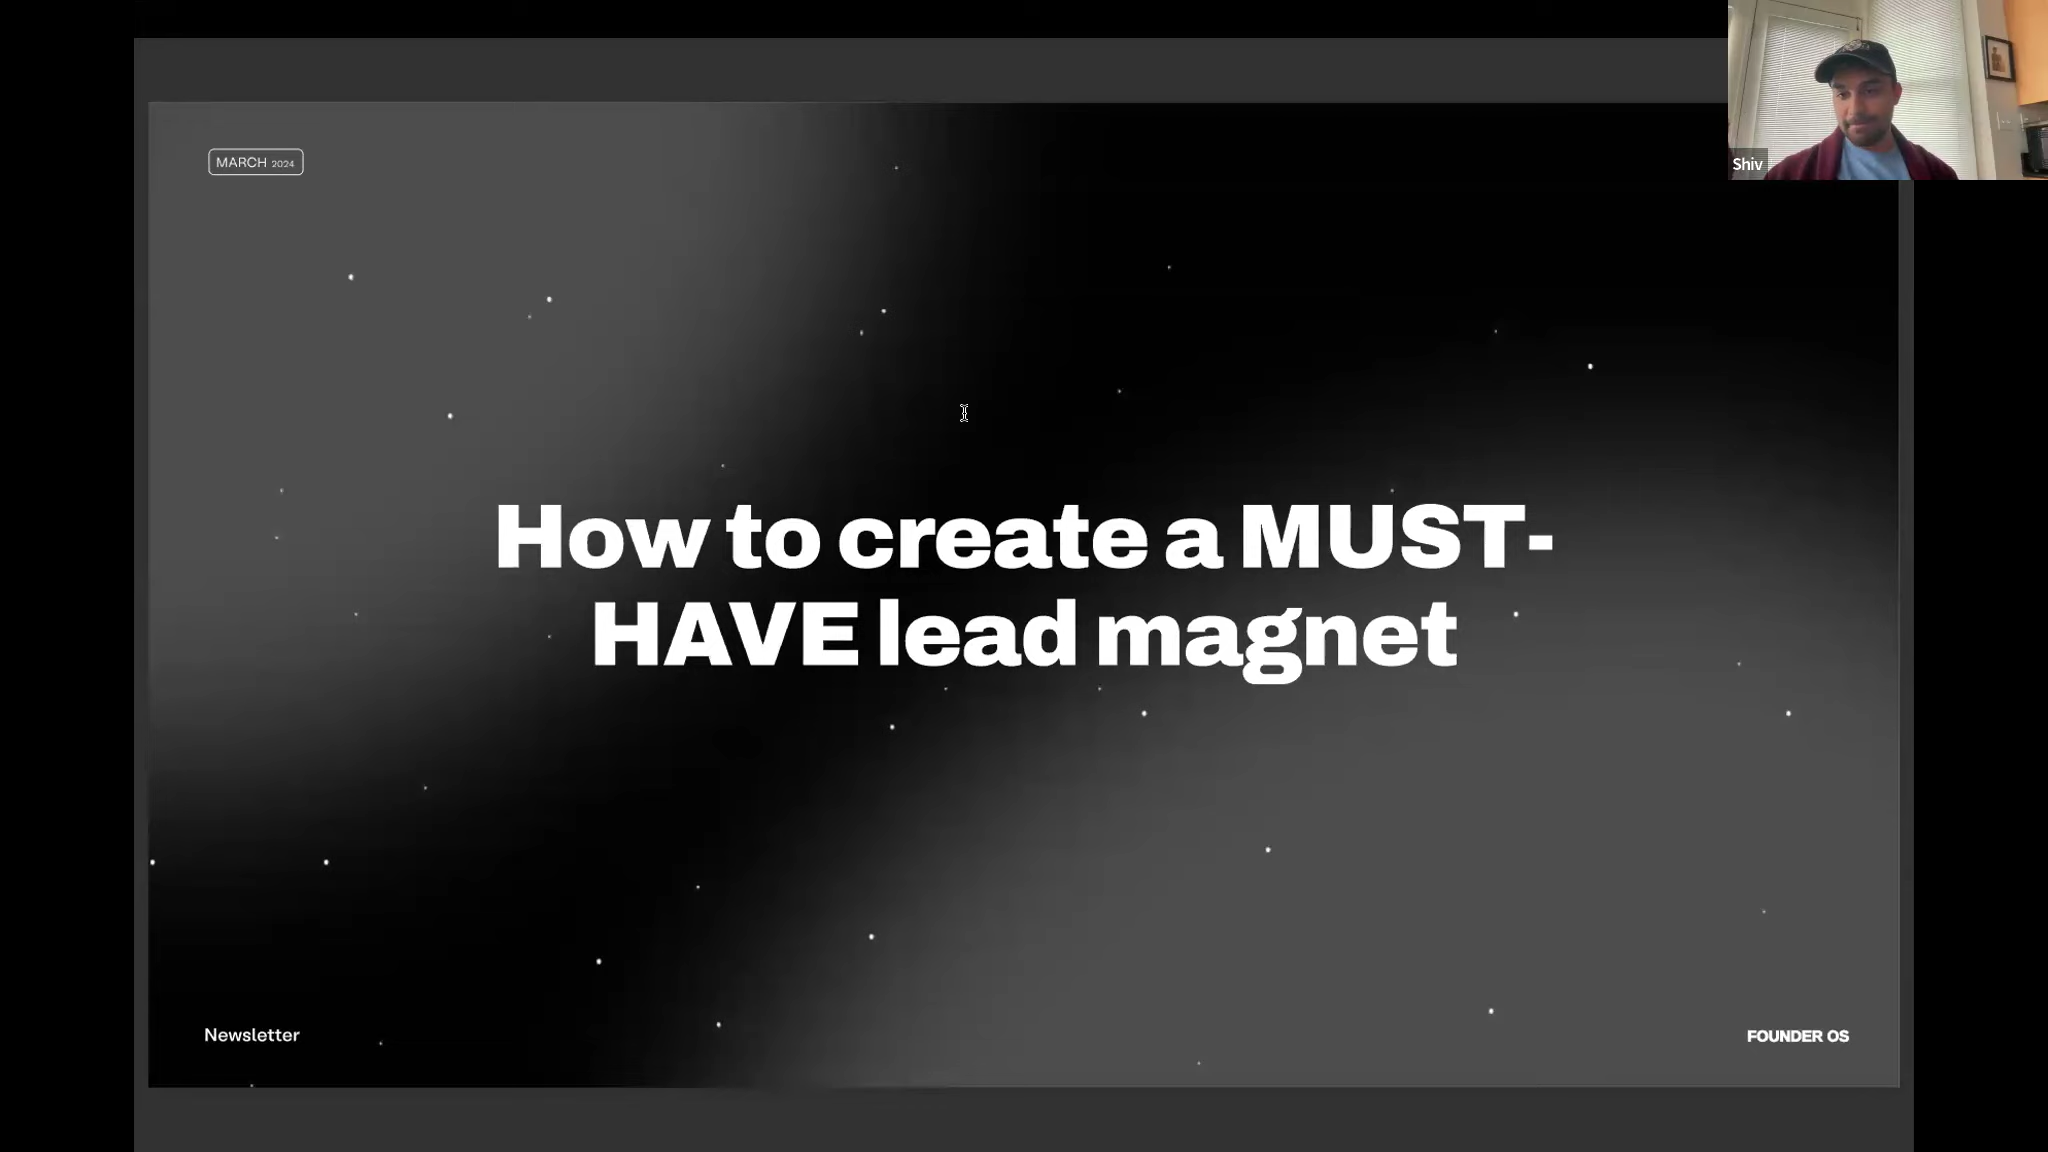 MARCH 2024
Shiv
How to create a MUST-
HAVE lead magnet
Newsletter
FOUNDER OS